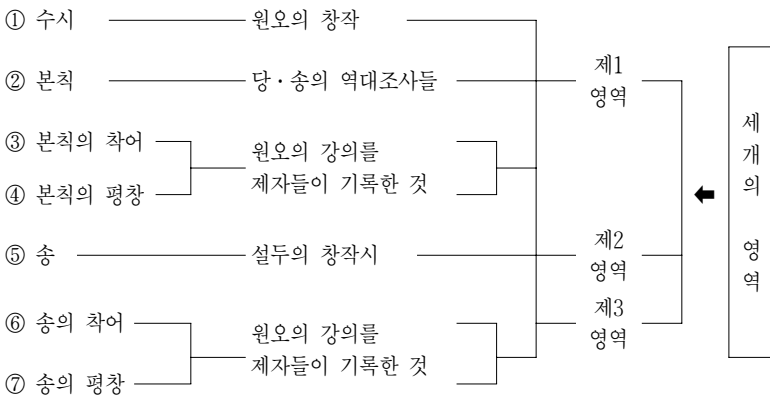 ① 수시 원오의 창작
② 본칙 당·송의 역대조사들
제1
영역
③ 본칙의 착어
④ 본칙의 평창
원오의 강의를
제자들이 기록한 것
⑤ 송 설두의 창작시
제2
영역
⑥ 송의 착어
⑦ 송의 평창
원오의 강의를
제자들이 기록한 것
제3
영역
세 개의 영역